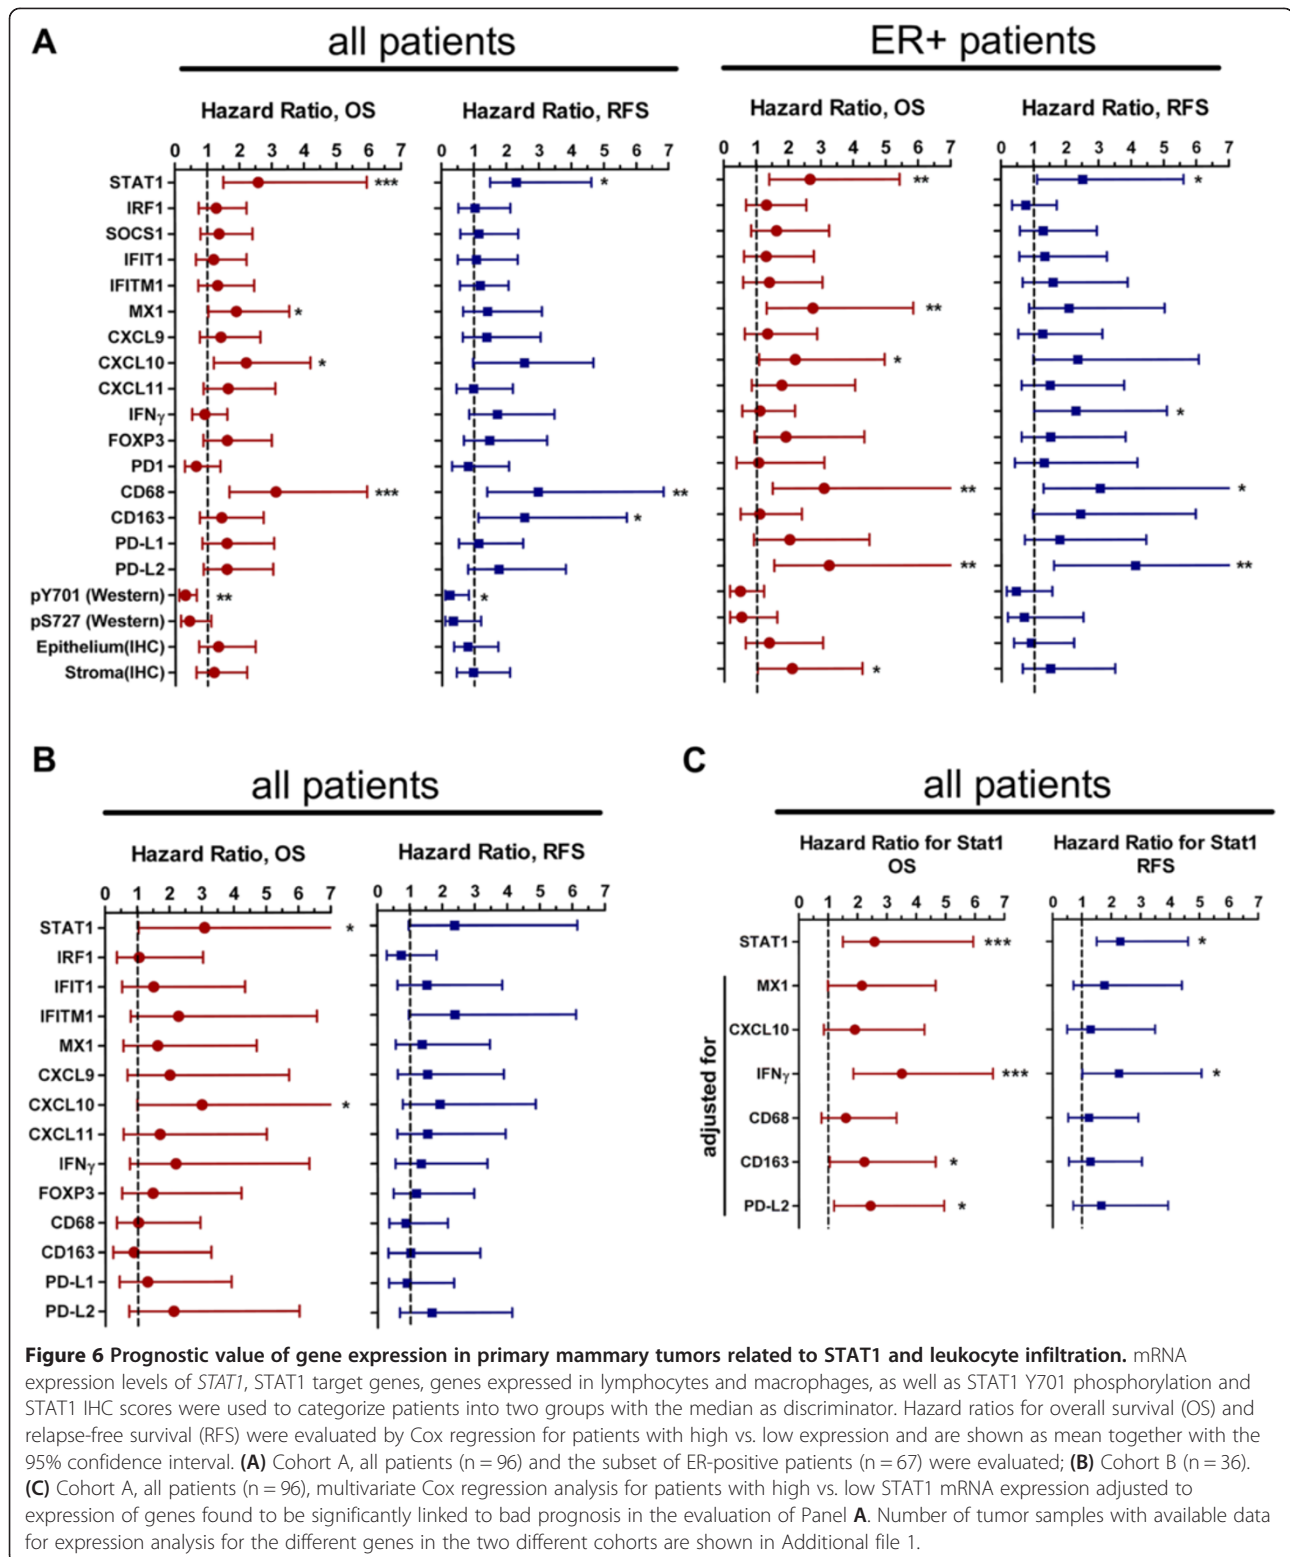 A
all patients
ER+ patients
Hazard Ratio, OS
Hazard Ratio, RFS
Hazard Ratio, OS
Hazard Ratio, RFS
0 1 2 3 4 5 6 7
0 1 2 3 4 5 6 7
0 1 2 3 4 5 6 7
0 1 2 3 4 5 6 7
STAT1 *** * ** *
IRF1
SOCS1
IFIT1
IFITM1
MX1 * **
CXCL9
CXCL10 * *
CXCL11
IFNγ *
FOXP3
PD1
CD68 *** ** ** *
CD163 *
PD-L1
PD-L2 ** **
pY701 (Western) ** *
pS727 (Western)
Epithelium(IHC)
Stroma(IHC) *
B
all patients
Hazard Ratio, OS
Hazard Ratio, RFS
0 1 2 3 4 5 6 7
0 1 2 3 4 5 6 7
STAT1 *
IRF1
IFIT1
IFITM1
MX1
CXCL9
CXCL10 *
CXCL11
IFNγ
FOXP3
CD68
CD163
PD-L1
PD-L2
C
all patients
Hazard Ratio for Stat1
OS
Hazard Ratio for Stat1
RFS
0 1 2 3 4 5 6 7
0 1 2 3 4 5 6 7
STAT1 *** *
adjusted for
MX1
CXCL10
IFNγ *** *
CD68
CD163 *
PD-L2 *
Figure 6 Prognostic value of gene expression in primary mammary tumors related to STAT1 and leukocyte infiltration. mRNA
expression levels of STAT1, STAT1 target genes, genes expressed in lymphocytes and macrophages, as well as STAT1 Y701 phosphorylation and
STAT1 IHC scores were used to categorize patients into two groups with the median as discriminator. Hazard ratios for overall survival (OS) and
relapse-free survival (RFS) were evaluated by Cox regression for patients with high vs. low expression and are shown as mean together with the
95% confidence interval. (A) Cohort A, all patients (n = 96) and the subset of ER-positive patients (n = 67) were evaluated; (B) Cohort B (n = 36).
(C) Cohort A, all patients (n = 96), multivariate Cox regression analysis for patients with high vs. low STAT1 mRNA expression adjusted to
expression of genes found to be significantly linked to bad prognosis in the evaluation of Panel A. Number of tumor samples with available data
for expression analysis for the different genes in the two different cohorts are shown in Additional file 1.